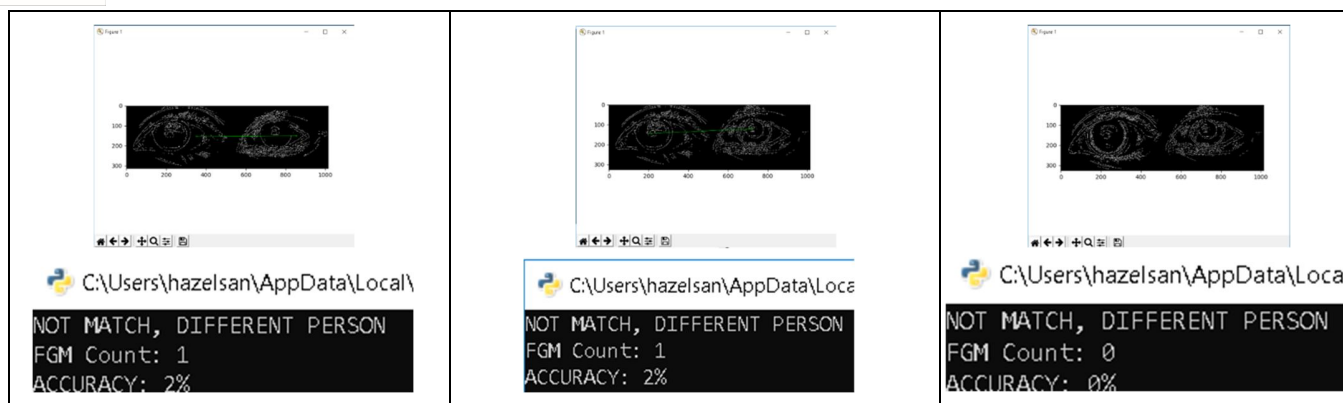 Figure 1
0
100
200
300
0 200 400 600 800 1000
C:\Users\hazelsan\AppData\Local\
NOT MATCH, DIFFERENT PERSON
FGM Count: 1
ACCURACY: 2%
Figure 1
0
100
200
300
0 200 400 600 800 1000
C:\Users\hazelsan\AppData\Loca
NOT MATCH, DIFFERENT PERSON
FGM Count: 1
ACCURACY: 2%
Figure 1
0
100
200
300
0 200 400 600 800 1000
C:\Users\hazelsan\AppData\Loca
NOT MATCH, DIFFERENT PERSON
FGM Count: 0
ACCURACY: 0%